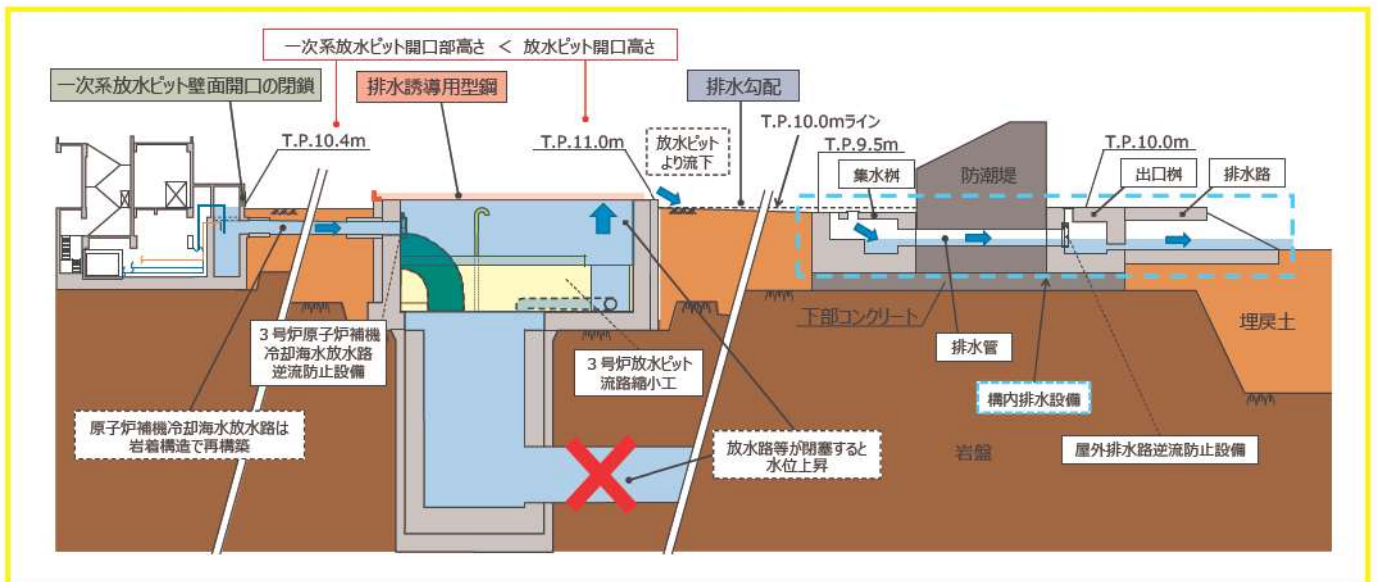 一次系放水ピット開口部高さ ＜ 放水ピット開口高さ
一次系放水ピット壁面開口の閉鎖
排水誘導用型鋼
排水勾配
T.P.10.4m
T.P.11.0m
放水ピット
より流下
T.P.10.0mライン
T.P.9.5m
集水桝
防潮堤
T.P.10.0m
出口桝
排水路
３号炉原子炉補機
冷却海水放水路
逆流防止設備
３号炉放水ピット
流路縮小工
下部コンクリート
排水管
埋戻土
構内排水設備
原子炉補機冷却海水放水路は
岩着構造で再構築
放水路等が閉塞すると
水位上昇
岩盤
屋外排水路逆流防止設備